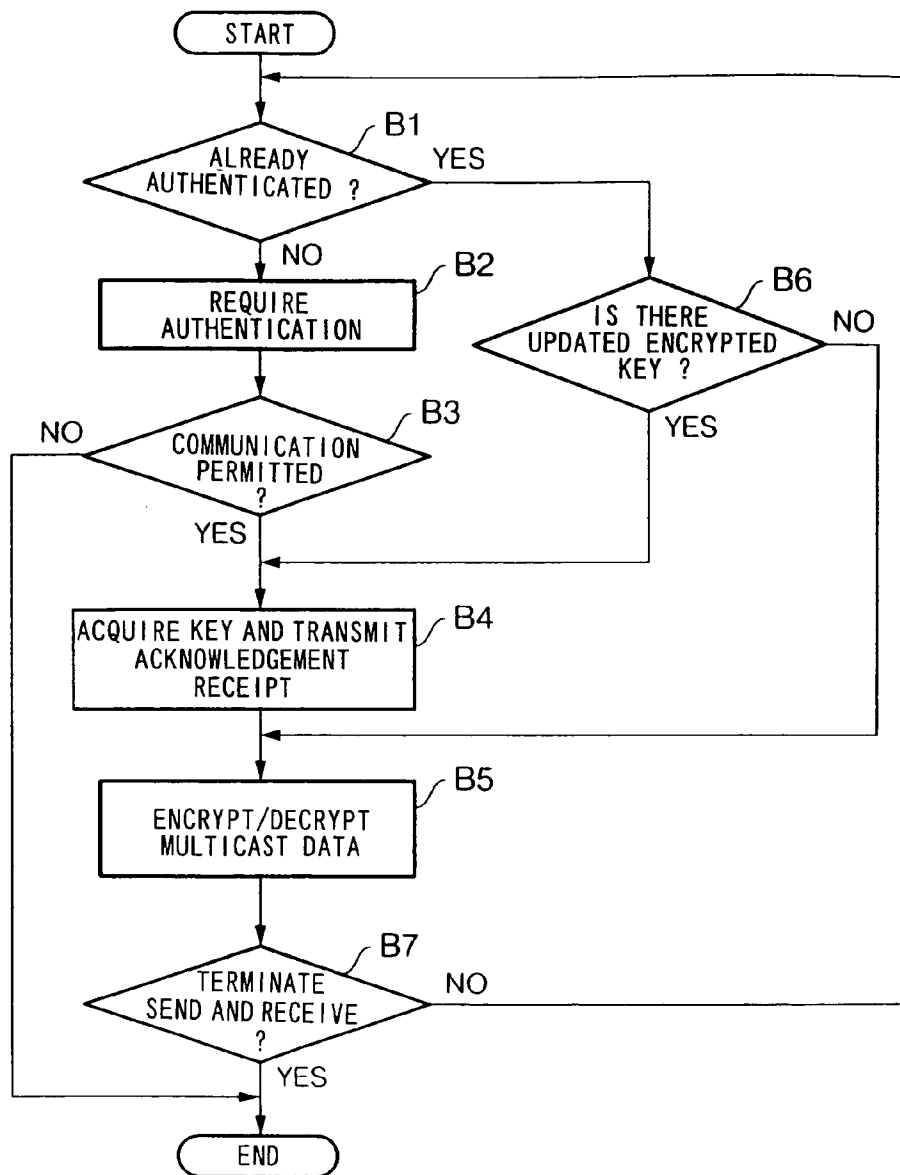 START
B1
ALREADY
AUTHENTICATED ?
YES
NO
B2
REQUIRE
AUTHENTICATION
B6
IS THERE
UPDATED ENCRYPTED
KEY ?
NO
YES
B3
NO
COMMUNICATION
PERMITTED
?
YES
B4
ACQUIRE KEY AND TRANSMIT
ACKNOWLEDGEMENT
RECEIPT
B5
ENCRYPT/DECRYPT
MULTICAST DATA
B7
TERMINATE
SEND AND RECEIVE
?
NO
YES
END